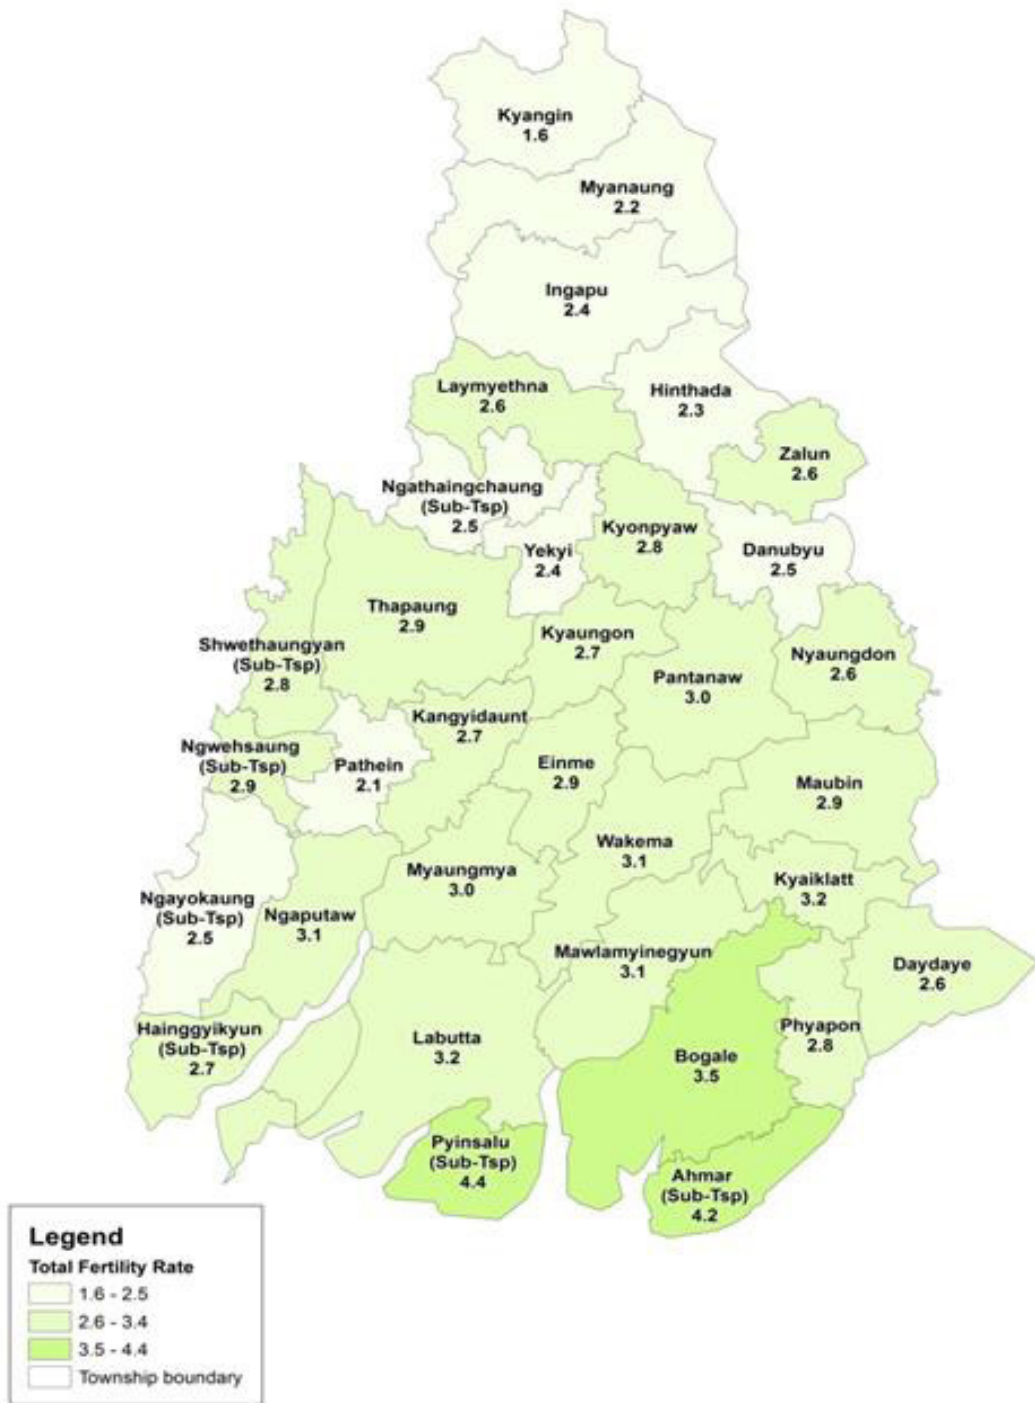 Kyangin
1.6
Myanaung
2.2
Ingapu
2.4
Laymyethna
2.6
Hinthada
2.3
Zalun
2.6
Ngathaingchaung
(Sub-Tsp)
2.5
Yekyi
2.4
Kyonpyaw
2.8
Danubyu
2.5
Thapaung
2.9
Shwethaungyan
(Sub-Tsp)
2.8
Kyaungon
2.7
Pantanaw
3.0
Nyaungdon
2.6
Kangyidaunt
2.7
Ngwehsaung
(Sub-Tsp)
2.9
Pathein
2.1
Einme
2.9
Maubin
2.9
Wakema
3.1
Myaungmya
3.0
Kyaiklatt
3.2
Ngayokaung
(Sub-Tsp)
2.5
Ngaputaw
3.1
Mawlamyinegyun
3.1
Daydaye
2.6
Hainggyikyun
(Sub-Tsp)
2.7
Labutta
3.2
Bogale
3.5
Phyapon
2.8
Pyinsalu
(Sub-Tsp)
4.4
Ahmar
(Sub-Tsp)
4.2
Legend
Total Fertility Rate
1.6 - 2.5
2.6 - 3.4
3.5 - 4.4
Township boundary